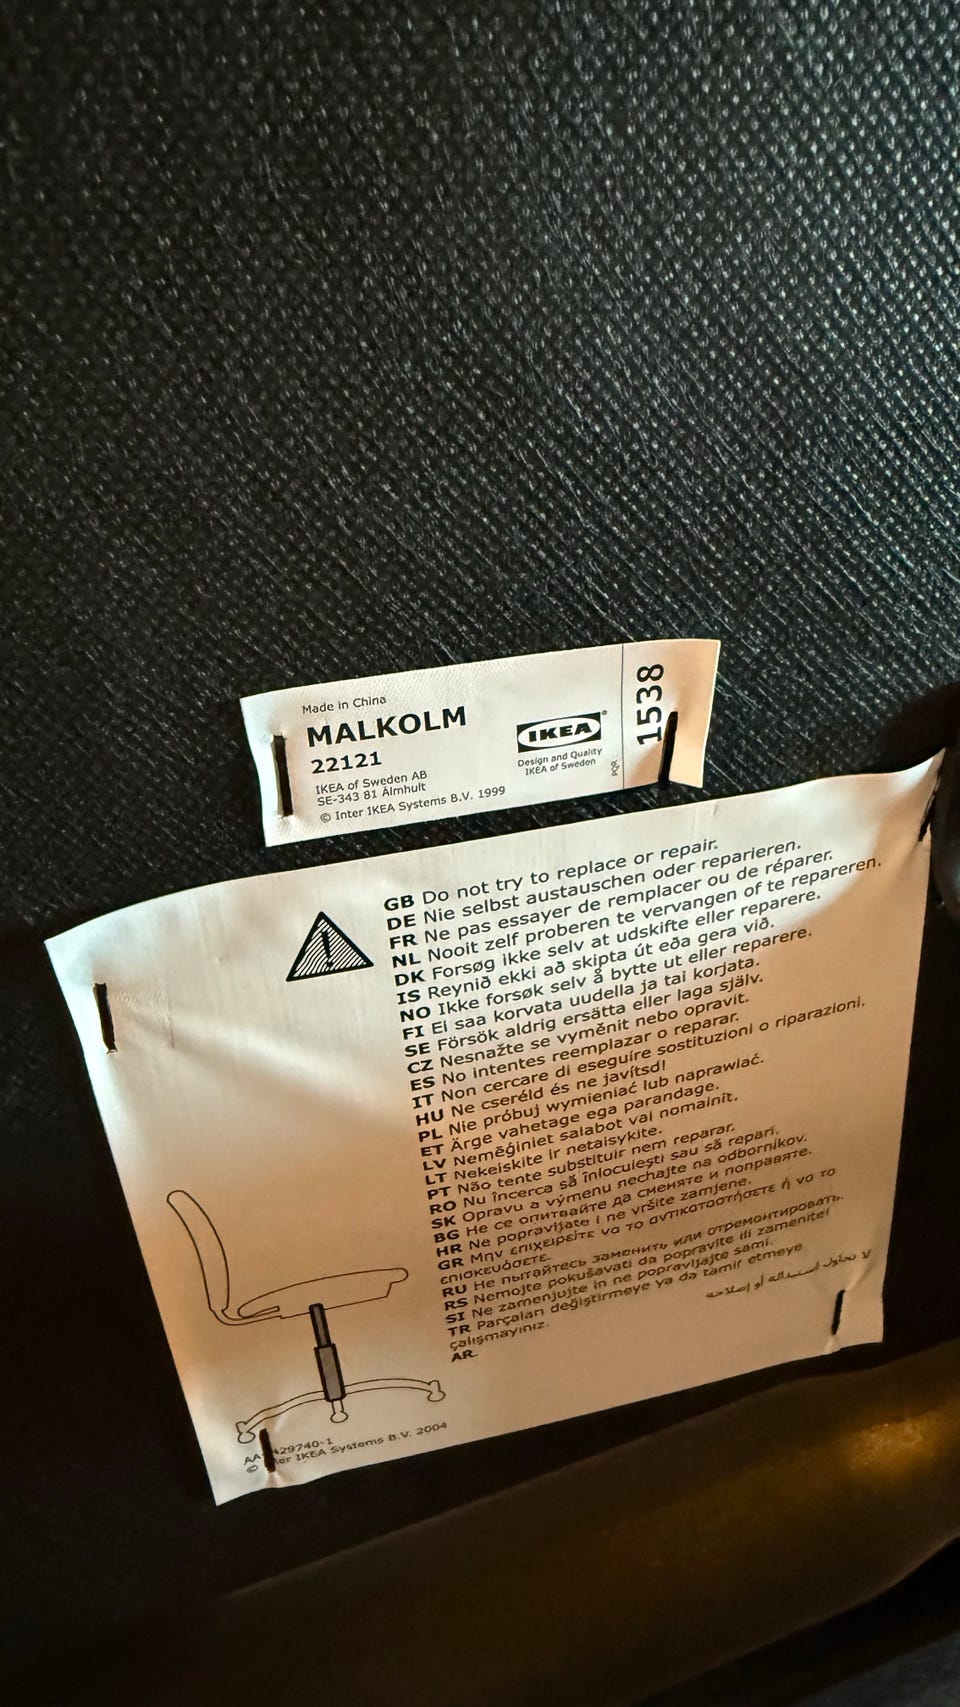 Made in China
MALKOLM
22121
IKEA of Sweden AB
SE-343 81 Älmhult
© Inter IKEA Systems B.V. 1999
IKEA®
Design and Quality
IKEA of Sweden
1538
GB Do not try to replace or repair.
DE Nie selbst austauschen oder reparieren.
FR Ne pas essayer de remplacer ou de réparer.
NL Nooit zelf proberen te vervangen of te repareren.
DK Forsøg ikke selv at udskifte eller reparere.
IS Reynið ekki að skipta út eða gera við.
NO Ikke forsøk selv å bytte ut eller reparere.
FI Ei saa korvata uudella ja tai korjata.
SE Försök aldrig ersätta eller laga själv.
CZ Nesnažte se vyměnit nebo opravit.
ES No intentes reemplazar o reparar.
IT Non cercare di eseguire sostituzioni o riparazioni.
HU Ne cseréld és ne javítsd!
PL Nie próbuj wymieniać lub naprawiać.
ET Ärge vahetage ega parandage.
LV Nemēģiniet salabot vai nomainīt.
LT Nekeiskite ir netaisykite.
PT Não tente substituir nem reparar.
RO Nu încerca să înlocuieşti sau să repari.
SK Opravu a výmenu nechajte na odborníkov.
BG Не се опитвайте да сменяте и поправяте.
HR Ne popravljate i ne vršite zamjene.
GR Μην επιχειρείτε να το αντικαταστήσετε ή να το
επισκευάσετε.
RU Не пытайтесь заменить или отремонтировать.
RS Nemojte pokušavati da popravite ili zamenite!
SI Ne zamenjujte in ne popravljajte sami.
TR Parçaları değiştirmeye ya da tamir etmeye
çalışmayınız.
AR. لا تحاول استبداله أو إصلاحه
29740-1
© Inter IKEA Systems B.V. 2004